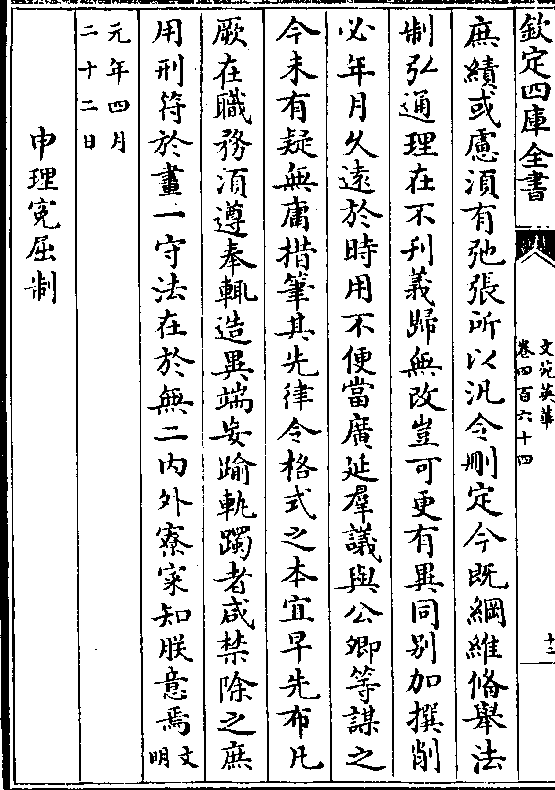 欽定四庫全書
文苑英華
卷四百六十四
十二
庶績或慮湏有弛張所以汎令刪定今既綱維脩舉法
制弘通理在不刋義歸無改豈可更有異同别加撰削
必年月久遠於時用不便當廣延羣議與公卿等謀之
今未有疑無庸措筆其先律令格式之本宜早先布凡
厥在職務湏遵奉輒造異端妄踰軌躅者咸禁除之庶
用刑符於畫一守法在於無二内外寮寀知朕意焉文明
元年四月
二十二日
申理寃屈制